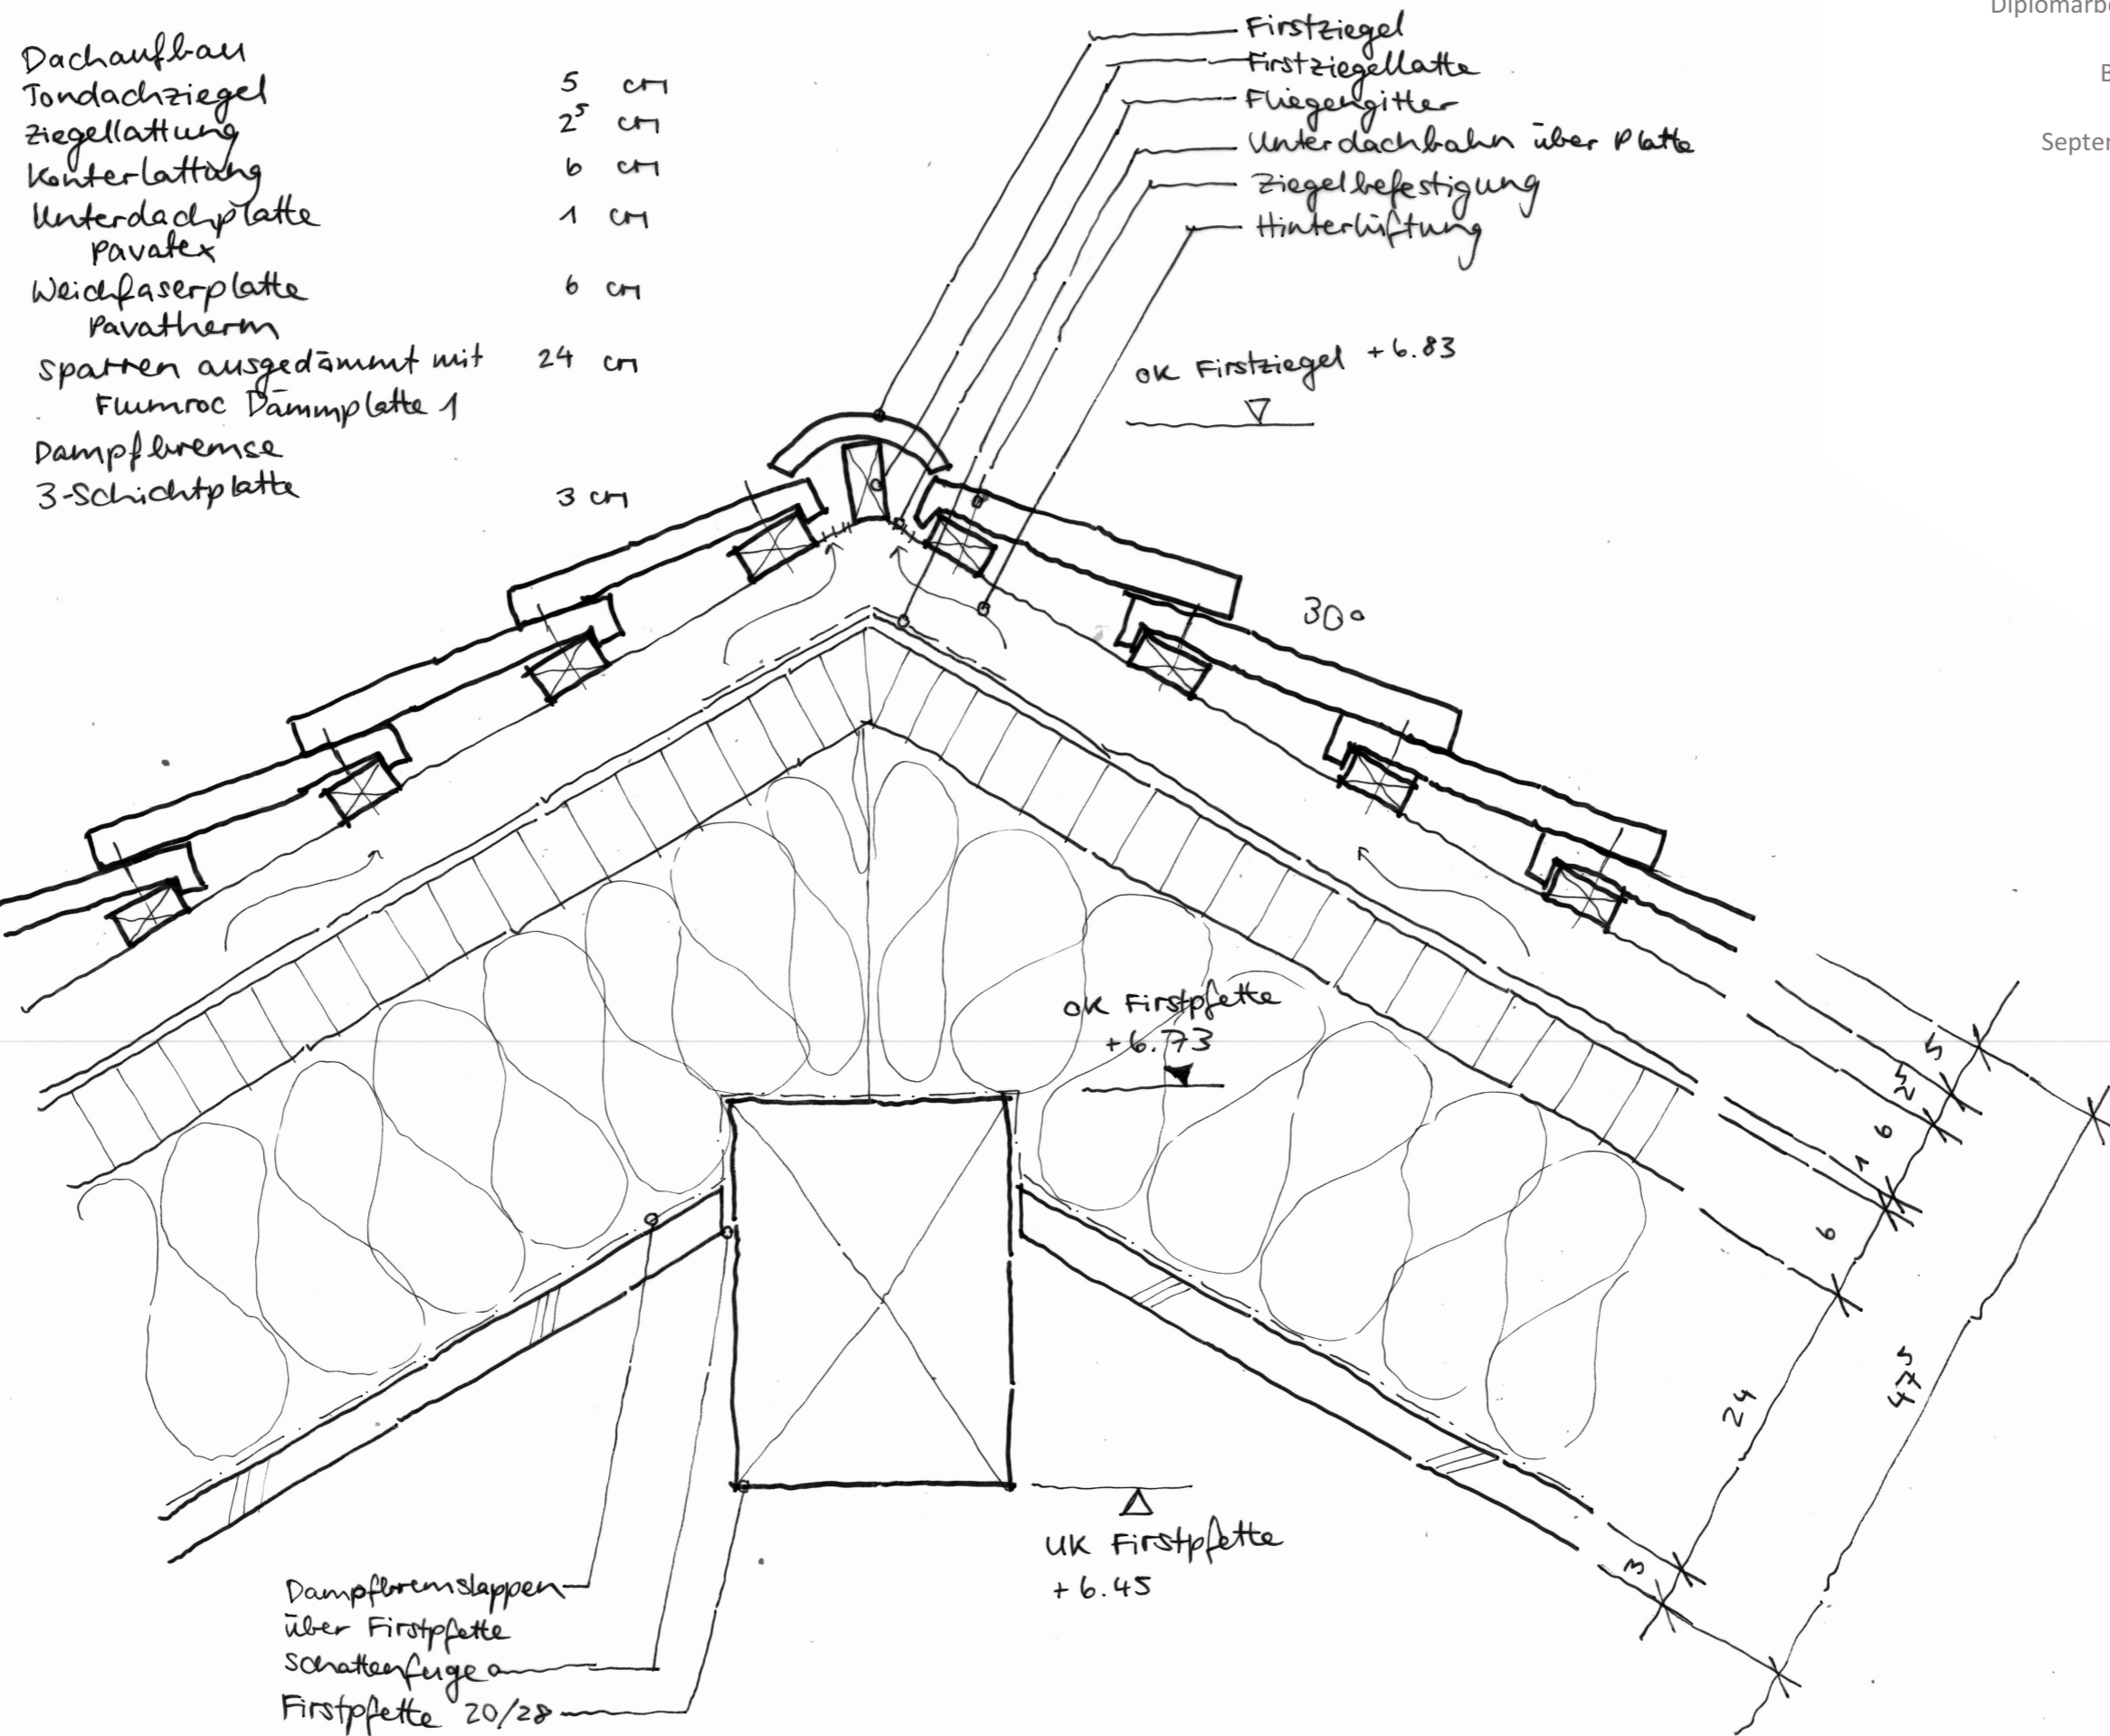 Diplomarbe
B
Septer
Dachaufbau
Tondachziegel 5 cm
Ziegellattung 2⁵ cm
Konterlattung 6 cm
Unterdachplatte 1 cm
Pavatex
Weichfaserplatte 6 cm
Pavatherm
Sparren ausgedämmt mit 24 cm
Flumroc Dämmplatte 1
Dampfbremse
3-Schichtplatte 3 cm
Firstziegel
Firstziegellatte
Fliegengitter
Unterdachbahn über Platte
Ziegelbefestigung
Hinterlüftung
OK Firstziegel +6.83
30°
OK Firstpfette
+6.73
5
2⁵
6
1
6
24
3
47⁵
UK Firstpfette
+6.45
Dampfbremslappen
über Firstpfette
Schattenfuge
Firstpfette 20/28